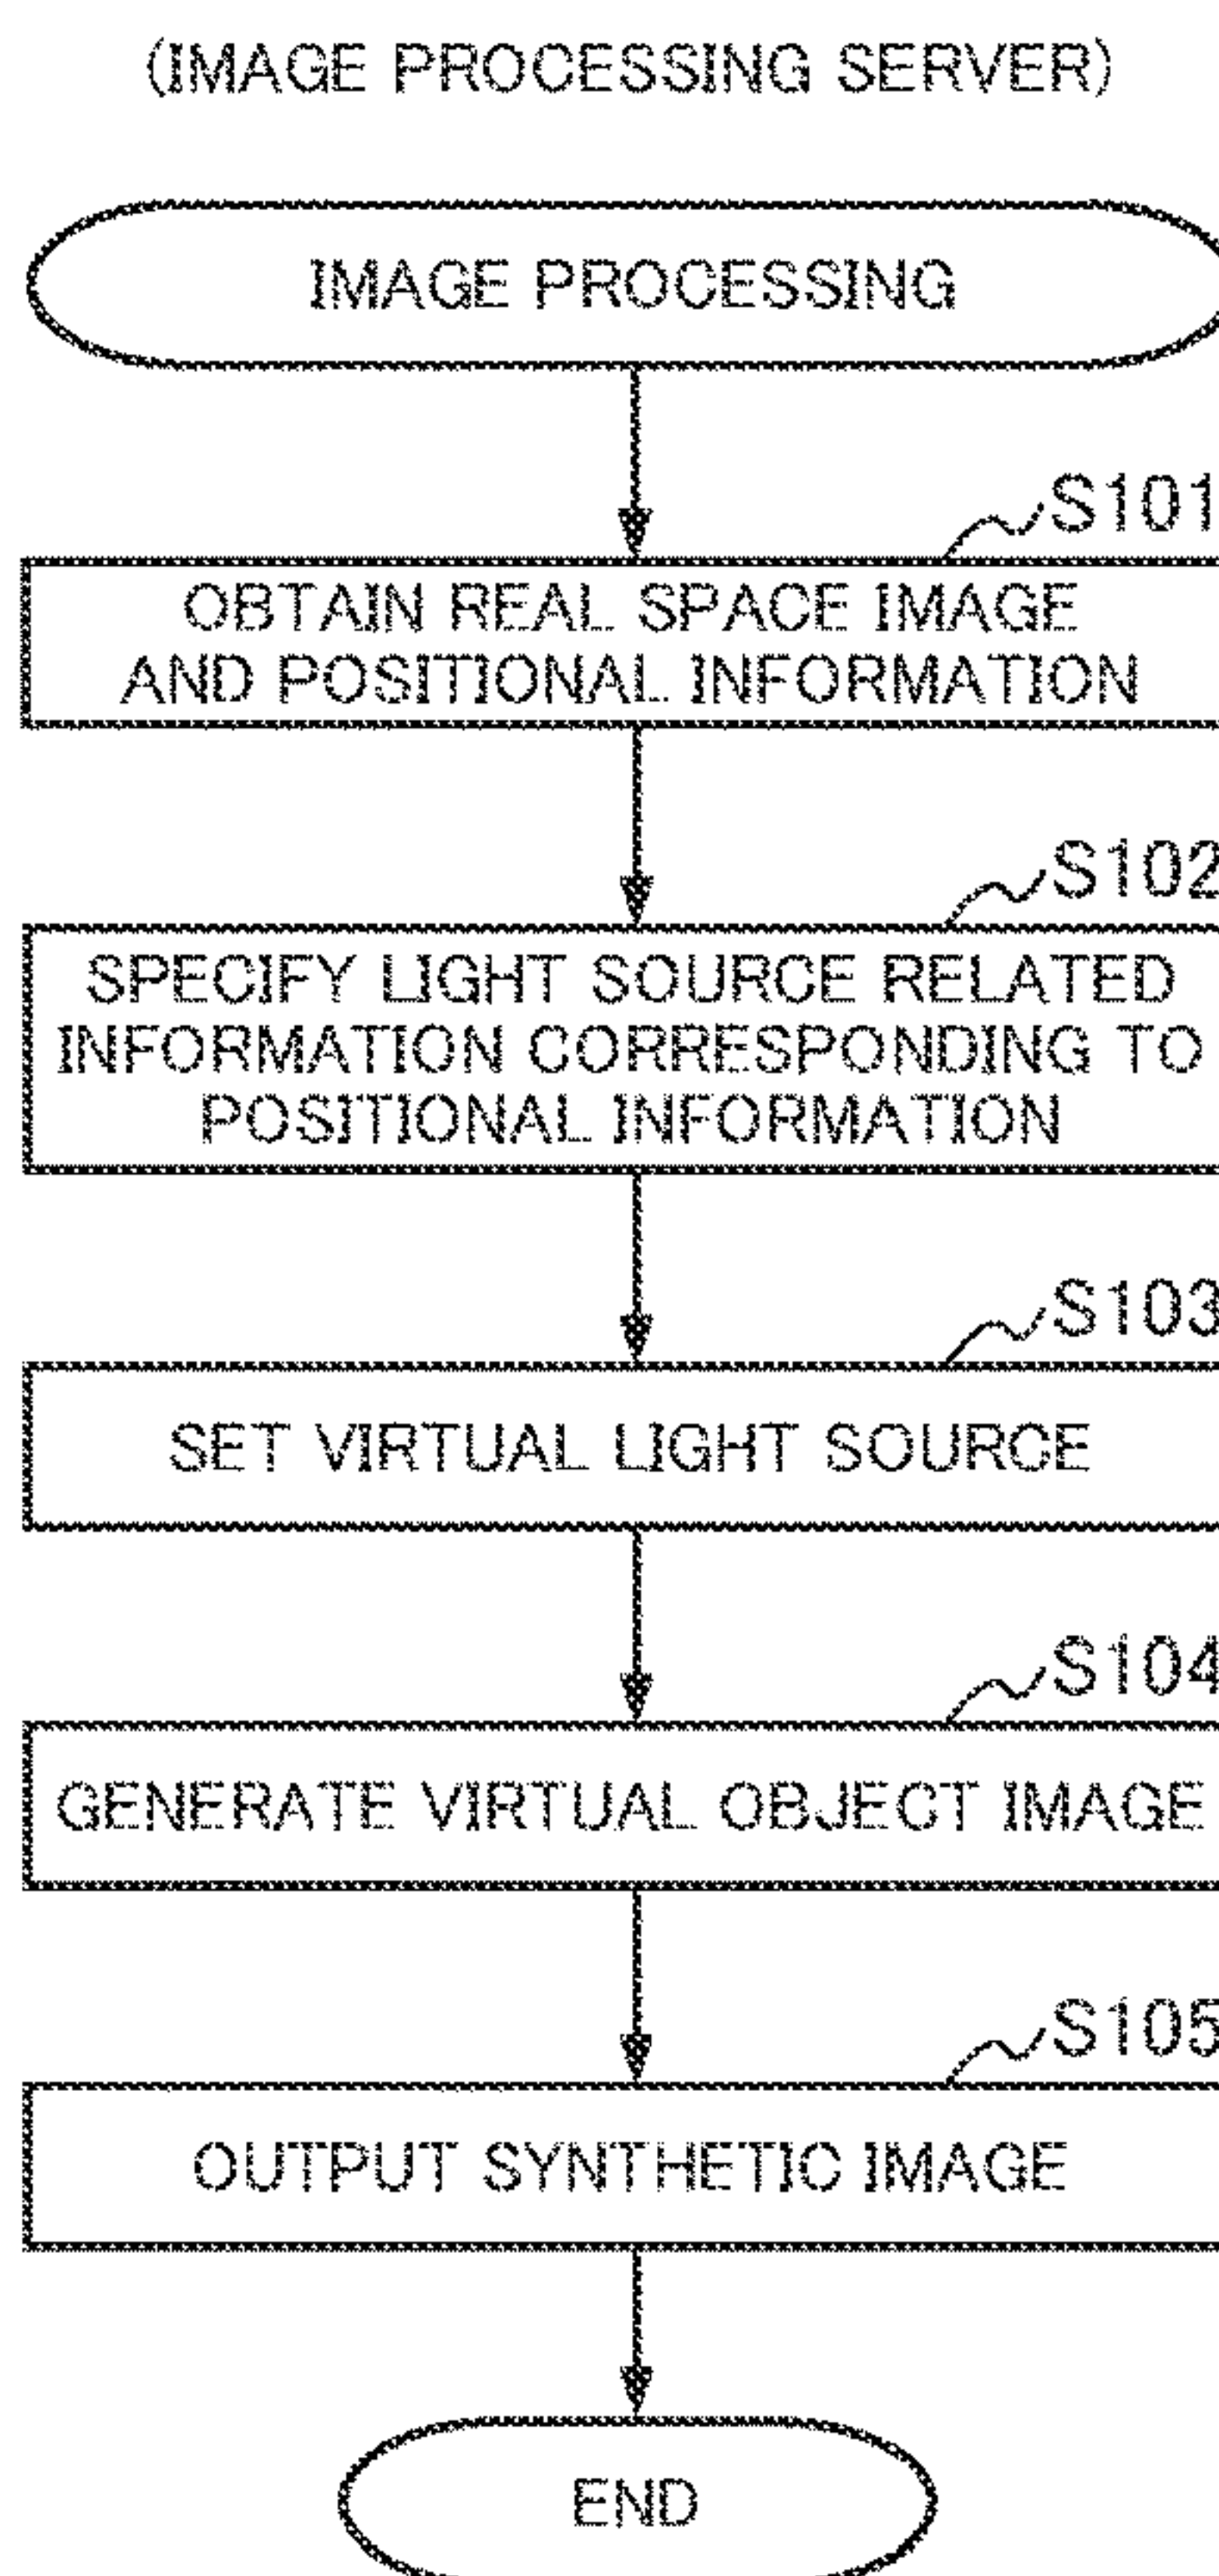 (IMAGE PROCESSING SERVER)
IMAGE PROCESSING
S101
OBTAIN REAL SPACE IMAGE
AND POSITIONAL INFORMATION
S102
SPECIFY LIGHT SOURCE RELATED
INFORMATION CORRESPONDING TO
POSITIONAL INFORMATION
S103
SET VIRTUAL LIGHT SOURCE
S104
GENERATE VIRTUAL OBJECT IMAGE
S105
OUTPUT SYNTHETIC IMAGE
END